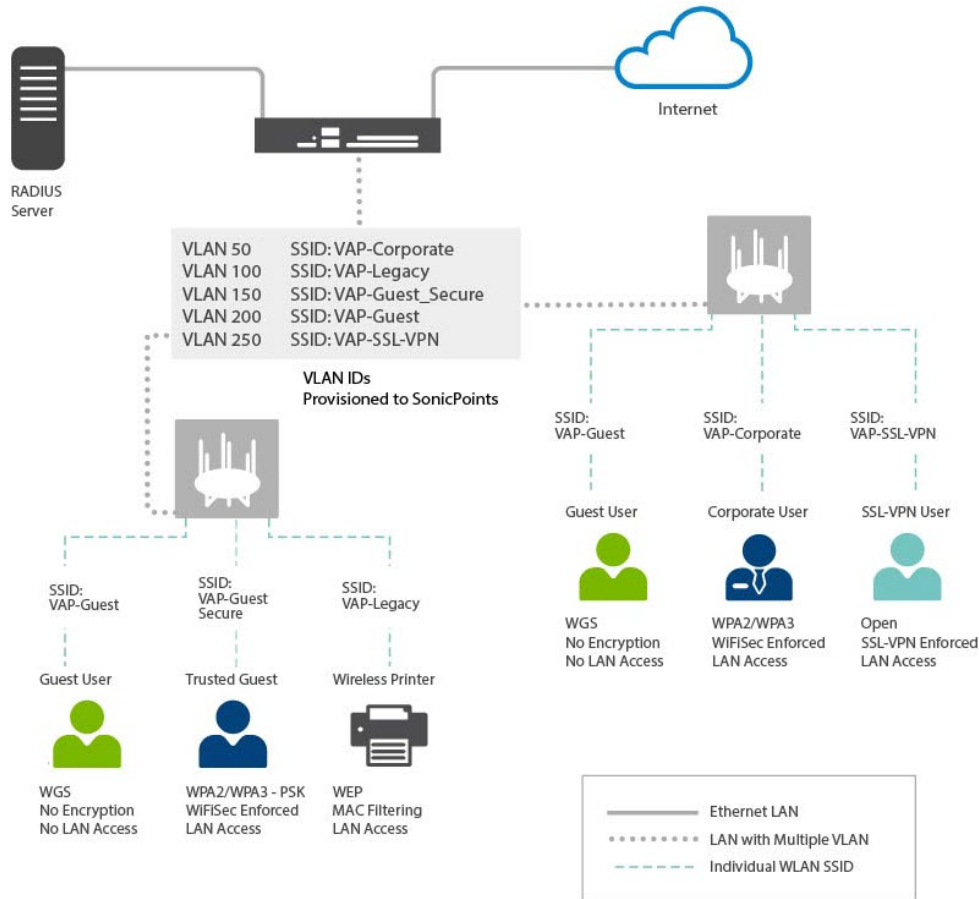 Internet
RADIUS
Server
VLAN 50 SSID: VAP-Corporate
VLAN 100 SSID: VAP-Legacy
VLAN 150 SSID: VAP-Guest_Secure
VLAN 200 SSID: VAP-Guest
VLAN 250 SSID: VAP-SSL-VPN
VLAN IDs
Provisioned to SonicPoints
SSID:
VAP-Guest
SSID:
VAP-Corporate
SSID:
VAP-SSL-VPN
Guest User
WGS
No Encryption
No LAN Access
Corporate User
WPA2/WPA3
WiFiSec Enforced
LAN Access
SSL-VPN User
Open
SSL-VPN Enforced
LAN Access
SSID:
VAP-Guest
SSID:
VAP-Guest
Secure
SSID:
VAP-Legacy
Guest User
WGS
No Encryption
No LAN Access
Trusted Guest
WPA2/WPA3 - PSK
WiFiSec Enforced
LAN Access
Wireless Printer
WEP
MAC Filtering
LAN Access
Ethernet LAN
LAN with Multiple VLAN
Individual WLAN SSID